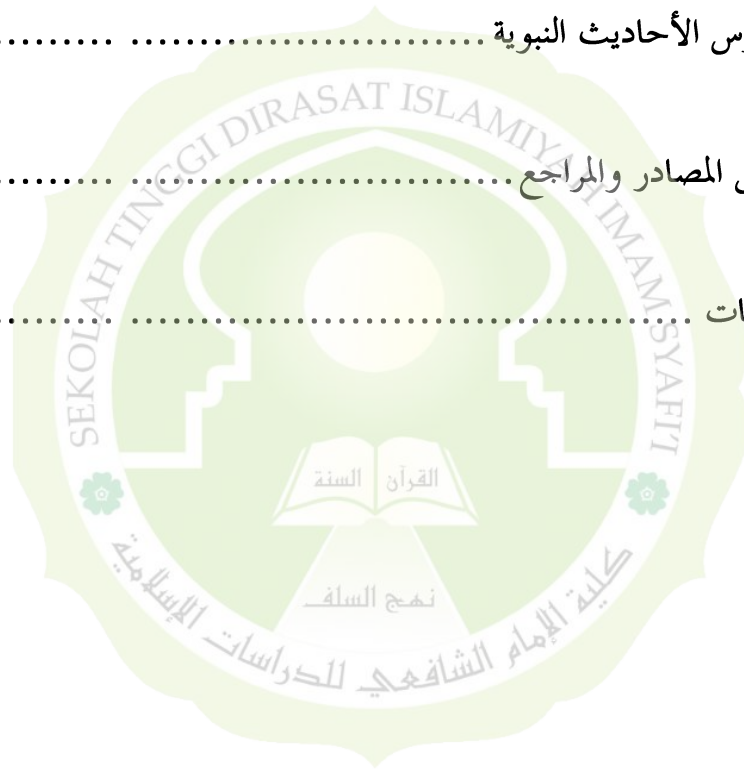 وس الأحاديث النبوية
المصادر والمراجع
ات
SEKOLAH TINGGI DIRASAT ISLAMIYAH IMAM SYAFI'I
القرآن السنة
نهج السلف
كلية الإمام الشافعي للدراسات الإسلامية